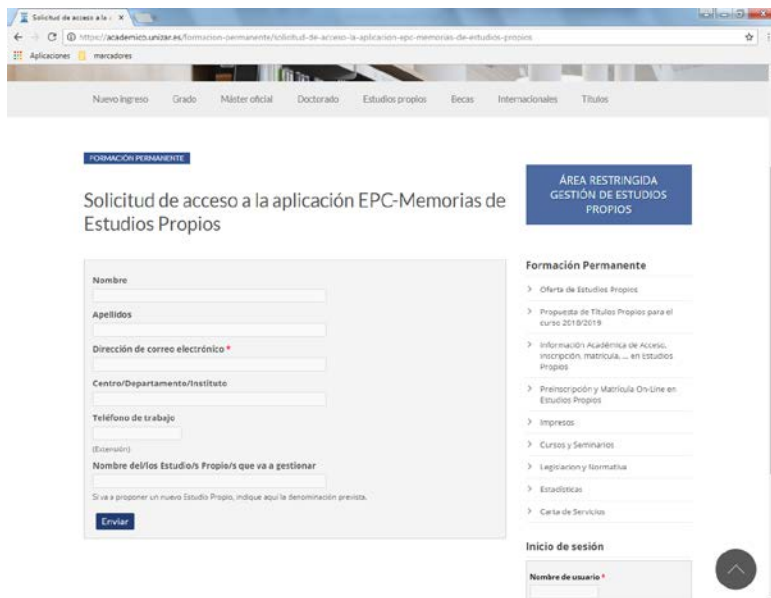 Solicitud de acceso a la
https://academico.unizar.es/formacion-permanente/solicitud-de-acceso-la-aplicacion-epc-memorias-de-estudios-propios
Aplicaciones marcadores
Nuevo ingreso Grado Máster oficial Doctorado Estudios propios Becas Internacionales Títulos
FORMACIÓN PERMANENTE
Solicitud de acceso a la aplicación EPC-Memorias de
Estudios Propios
Nombre
Apellidos
Dirección de correo electrónico *
Centro/Departamento/Instituto
Teléfono de trabajo
(Extensión)
Nombre del/los Estudio/s Propio/s que va a gestionar
Si va a proponer un nuevo Estudio Propio, indique aquí la denominación prevista.
Enviar
ÁREA RESTRINGIDA
GESTIÓN DE ESTUDIOS
PROPIOS
Formación Permanente
Oferta de Estudios Propios
Propuesta de Títulos Propios para el
curso 2018/2019
Información Académica de Acceso,
inscripción, matrícula, ... en Estudios
Propios
Preinscripción y Matrícula On-Line en
Estudios Propios
Impresos
Cursos y Seminarios
Legislacion y Normativa
Estadísticas
Carta de Servicios
Inicio de sesión
Nombre de usuario *